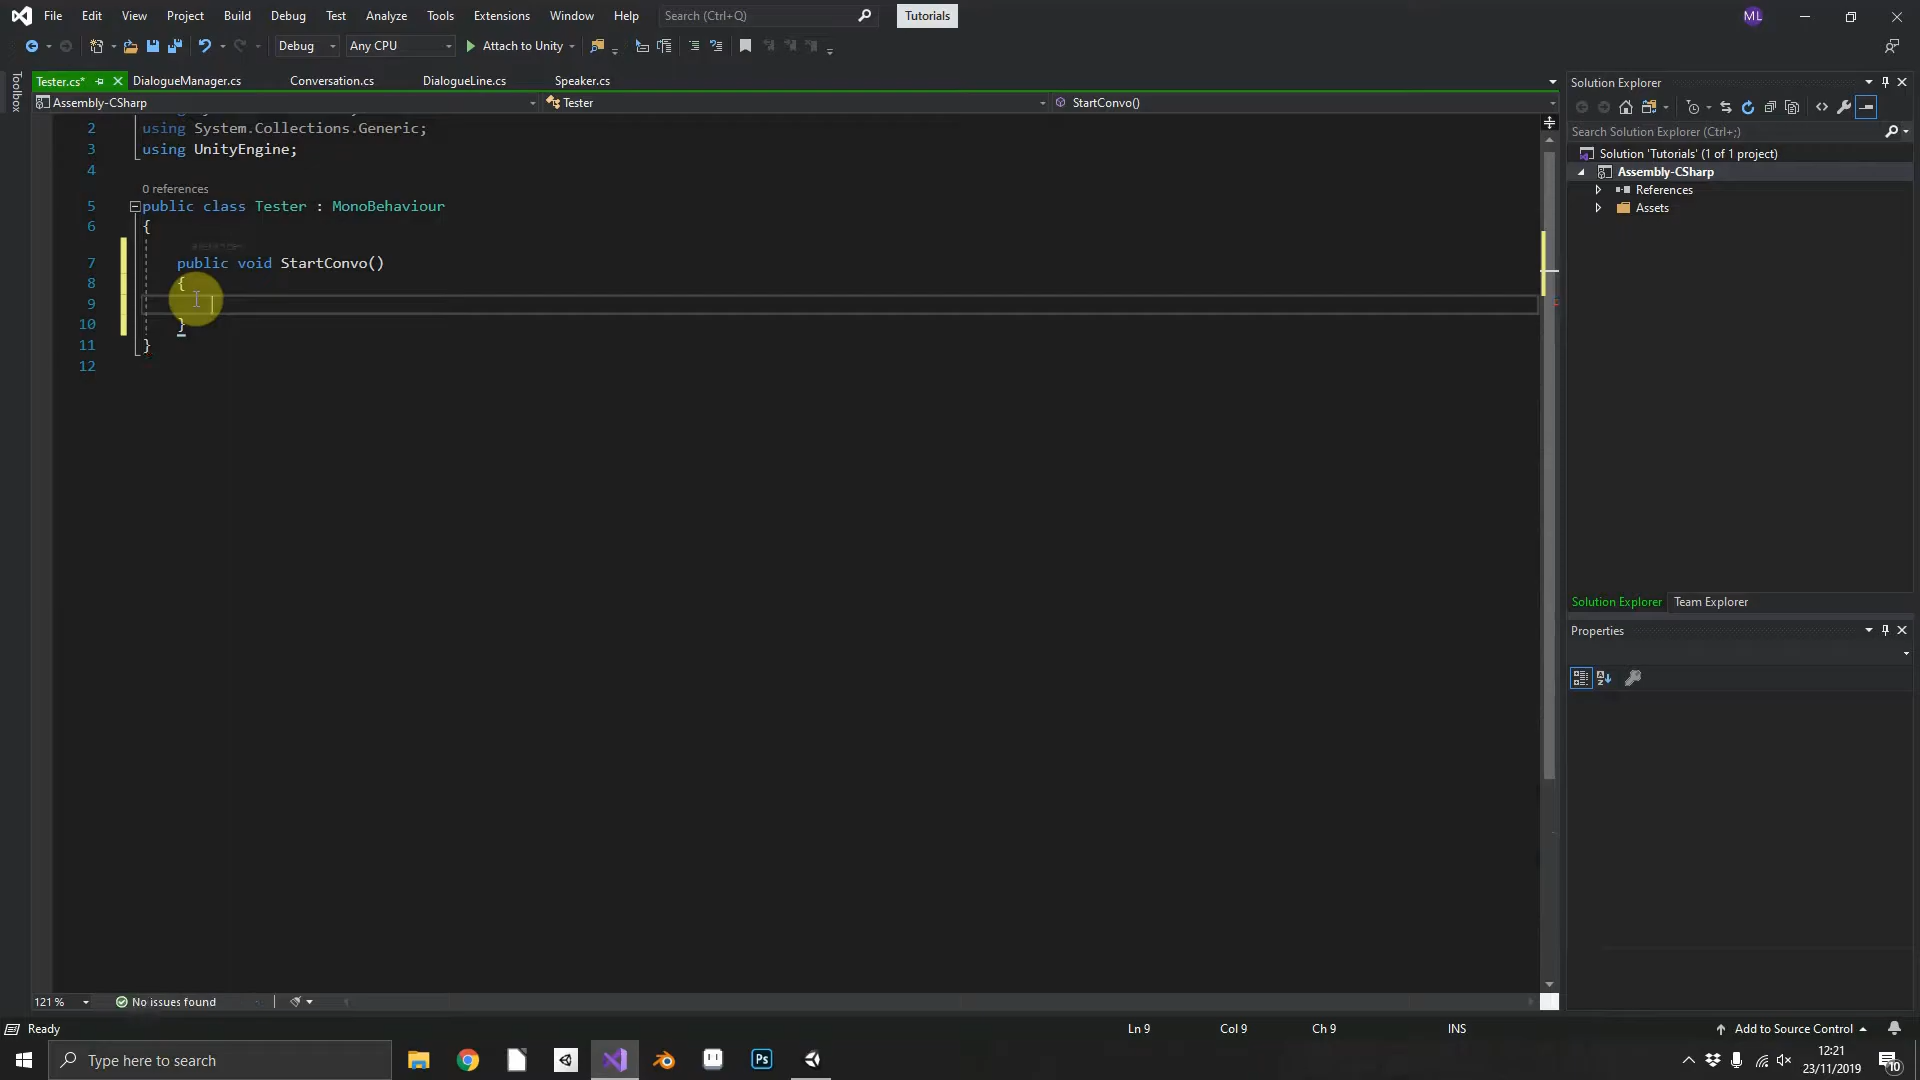 File Edit View Project Build Debug Test Analyze Tools Extensions Window Help Search (Ctrl+Q) Tutorials ML
Debug Any CPU Attach to Unity
Toolbox
Tester.cs* DialogueManager.cs Conversation.cs DialogueLine.cs Speaker.cs
Assembly-CSharp Tester StartConvo()
2 using System.Collections.Generic;
3 using UnityEngine;
4
0 references
5 public class Tester : MonoBehaviour
6 {
7 public void StartConvo()
8 {
9
10 }
11 }
12
121 % No issues found
Solution Explorer
Search Solution Explorer (Ctrl+;)
Solution 'Tutorials' (1 of 1 project)
Assembly-CSharp
References
Assets
Solution Explorer Team Explorer
Properties
Ready Ln 9 Col 9 Ch 9 INS Add to Source Control
Type here to search Ps 12:21
23/11/2019 10